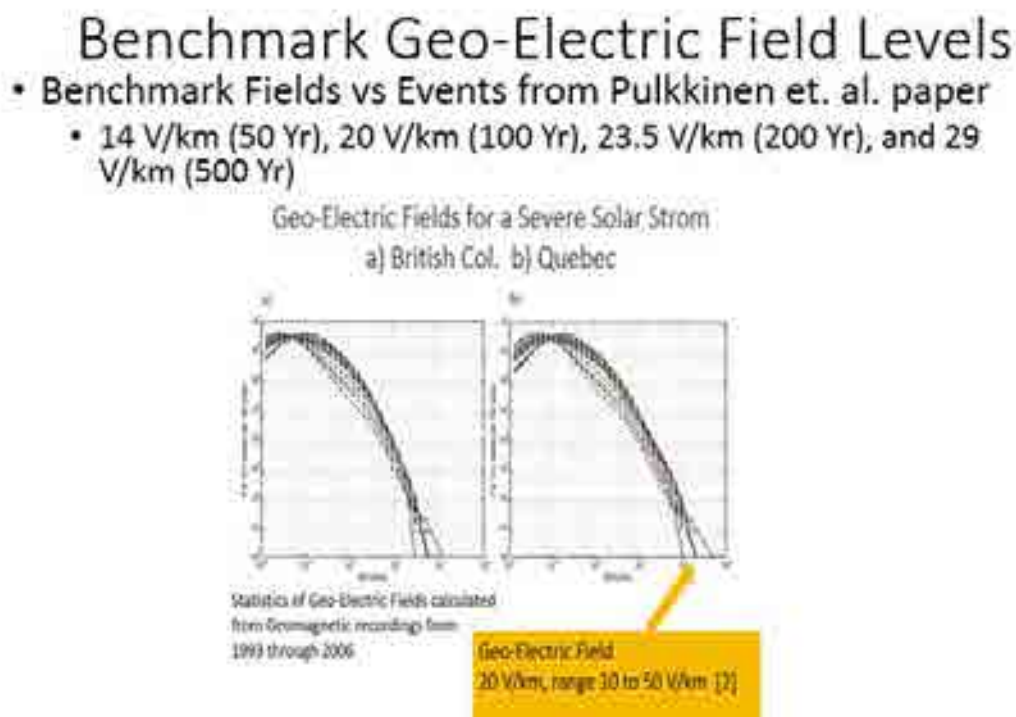 Benchmark Geo-Electric Field Levels
• Benchmark Fields vs Events from Pulkkinen et. al. paper
• 14 V/km (50 Yr), 20 V/km (100 Yr), 23.5 V/km (200 Yr), and 29
V/km (500 Yr)
Geo-Electric Fields for a Severe Solar Strom
a) British Col. b) Quebec
a)
b)
Statistics of Geo-Electric Fields calculated
from Geomagnetic recordings from
1993 through 2006
Geo-Electric Field
20 V/km, range 10 to 50 V/km